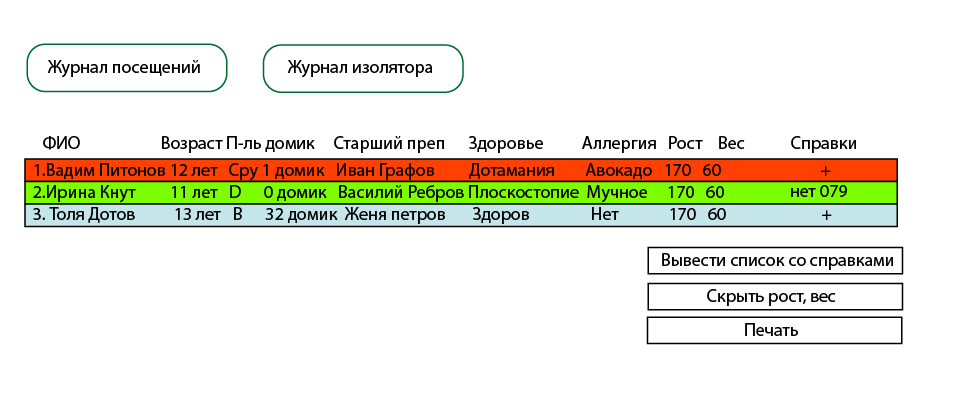 Журнал посещений Журнал изолятора
ФИО Возраст П-ль домик Старший преп Здоровье Аллергия Рост Вес Справки
1.Вадим Питонов 12 лет Сру 1 домик Иван Графов Дотамания Авокадо 170 60 +
2.Ирина Кнут 11 лет D 0 домик Василий Ребров Плоскостопие Мучное 170 60 нет 079
3. Толя Дотов 13 лет B 32 домик Женя петров Здоров Нет 170 60 +
Вывести список со справками
Скрыть рост, вес
Печать